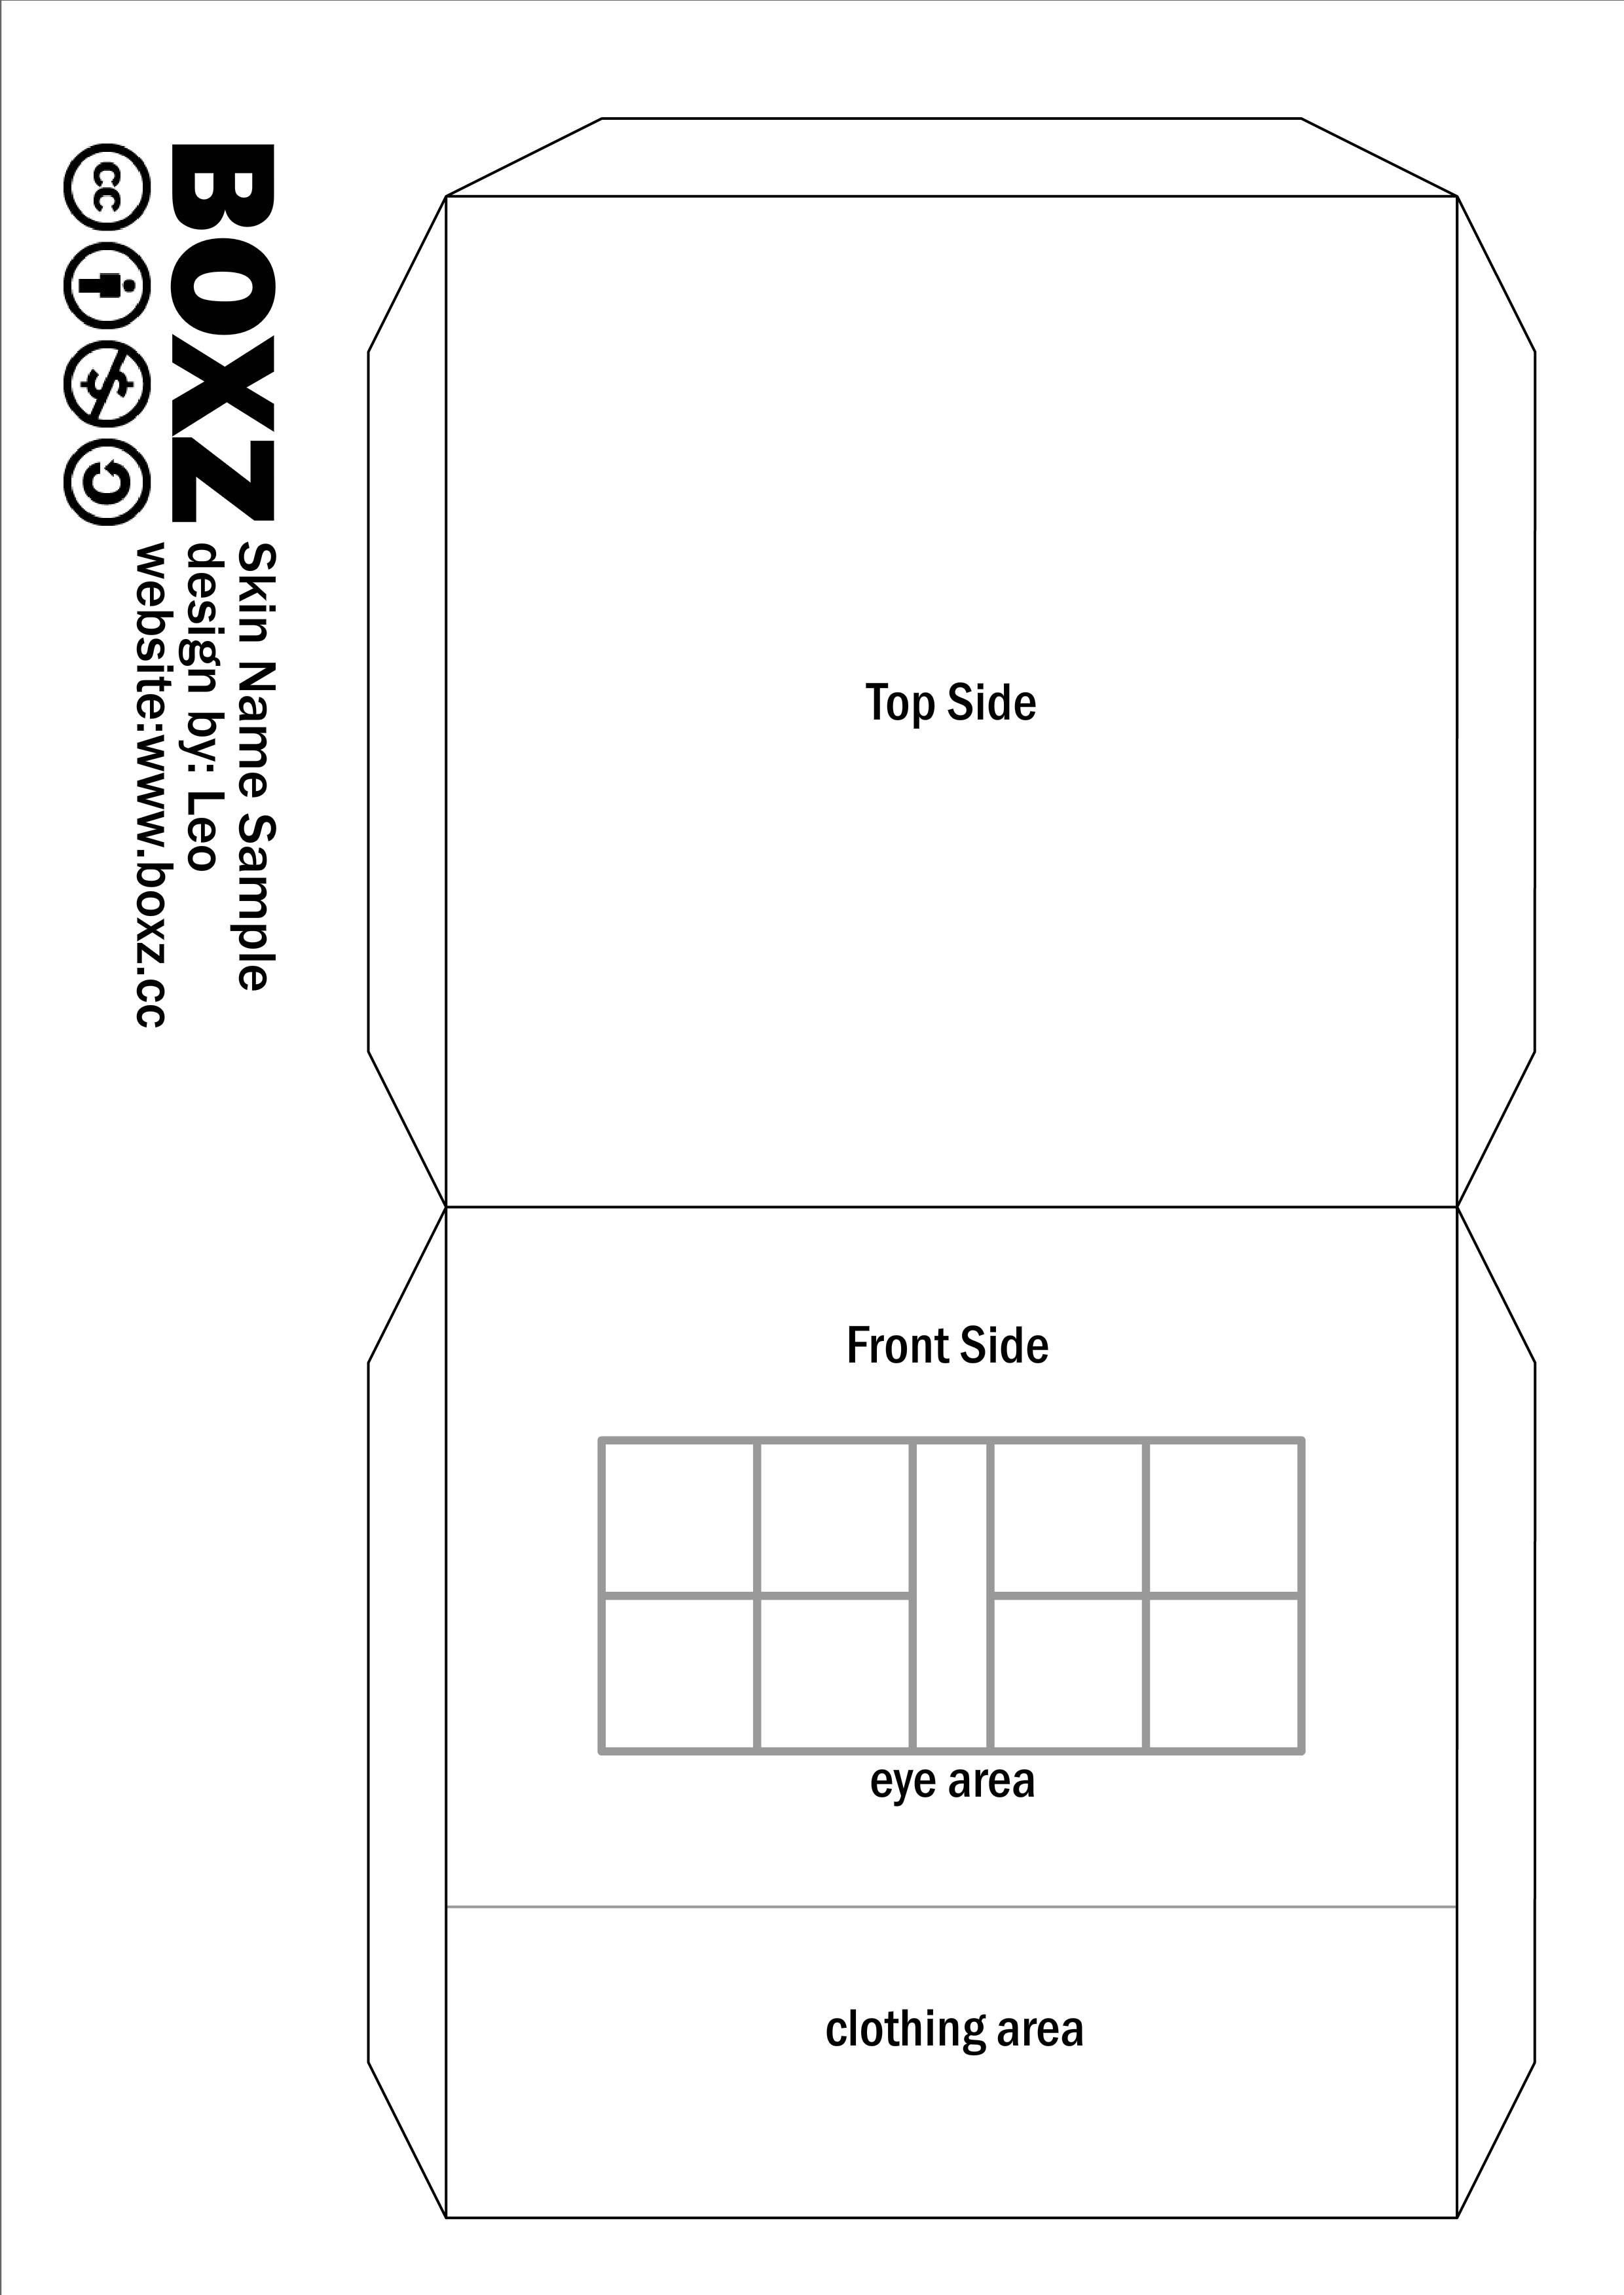 BOXZ
Skin Name Sample
design by: Leo
website:www.boxz.cc
cc
Top Side
Front Side
eye area
clothing area